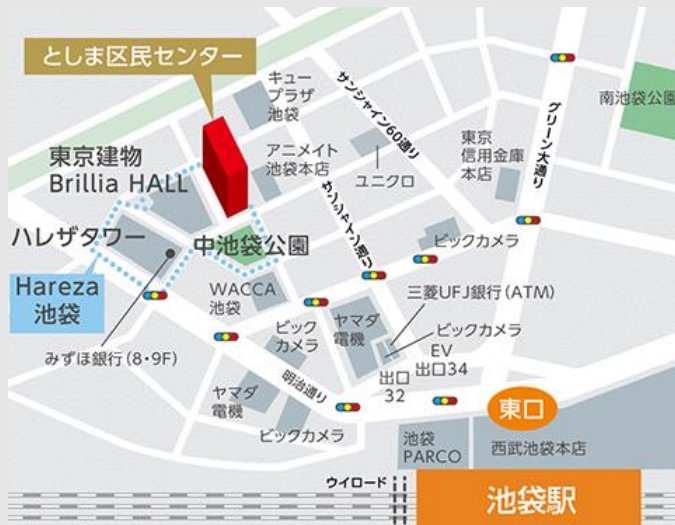 としま区民センター
キュー
プラザ
池袋
サンシャイン60通り
グリーン大通り
南池袋公園
東京建物
Brillia HALL
アニメイト
池袋本店
ユニクロ
東京
信用金庫
本店
サンシャイン通り
ハレザタワー
中池袋公園
ビックカメラ
Hareza
池袋
WACCA
池袋
三菱UFJ銀行(ATM)
みずほ銀行(8・9F)
ビック
カメラ
ヤマダ
電機
ビックカメラ
EV
出口34
出口
32
明治通り
ヤマダ
電機
ビックカメラ
東口
池袋
PARCO
西武池袋本店
ウイロード
池袋駅